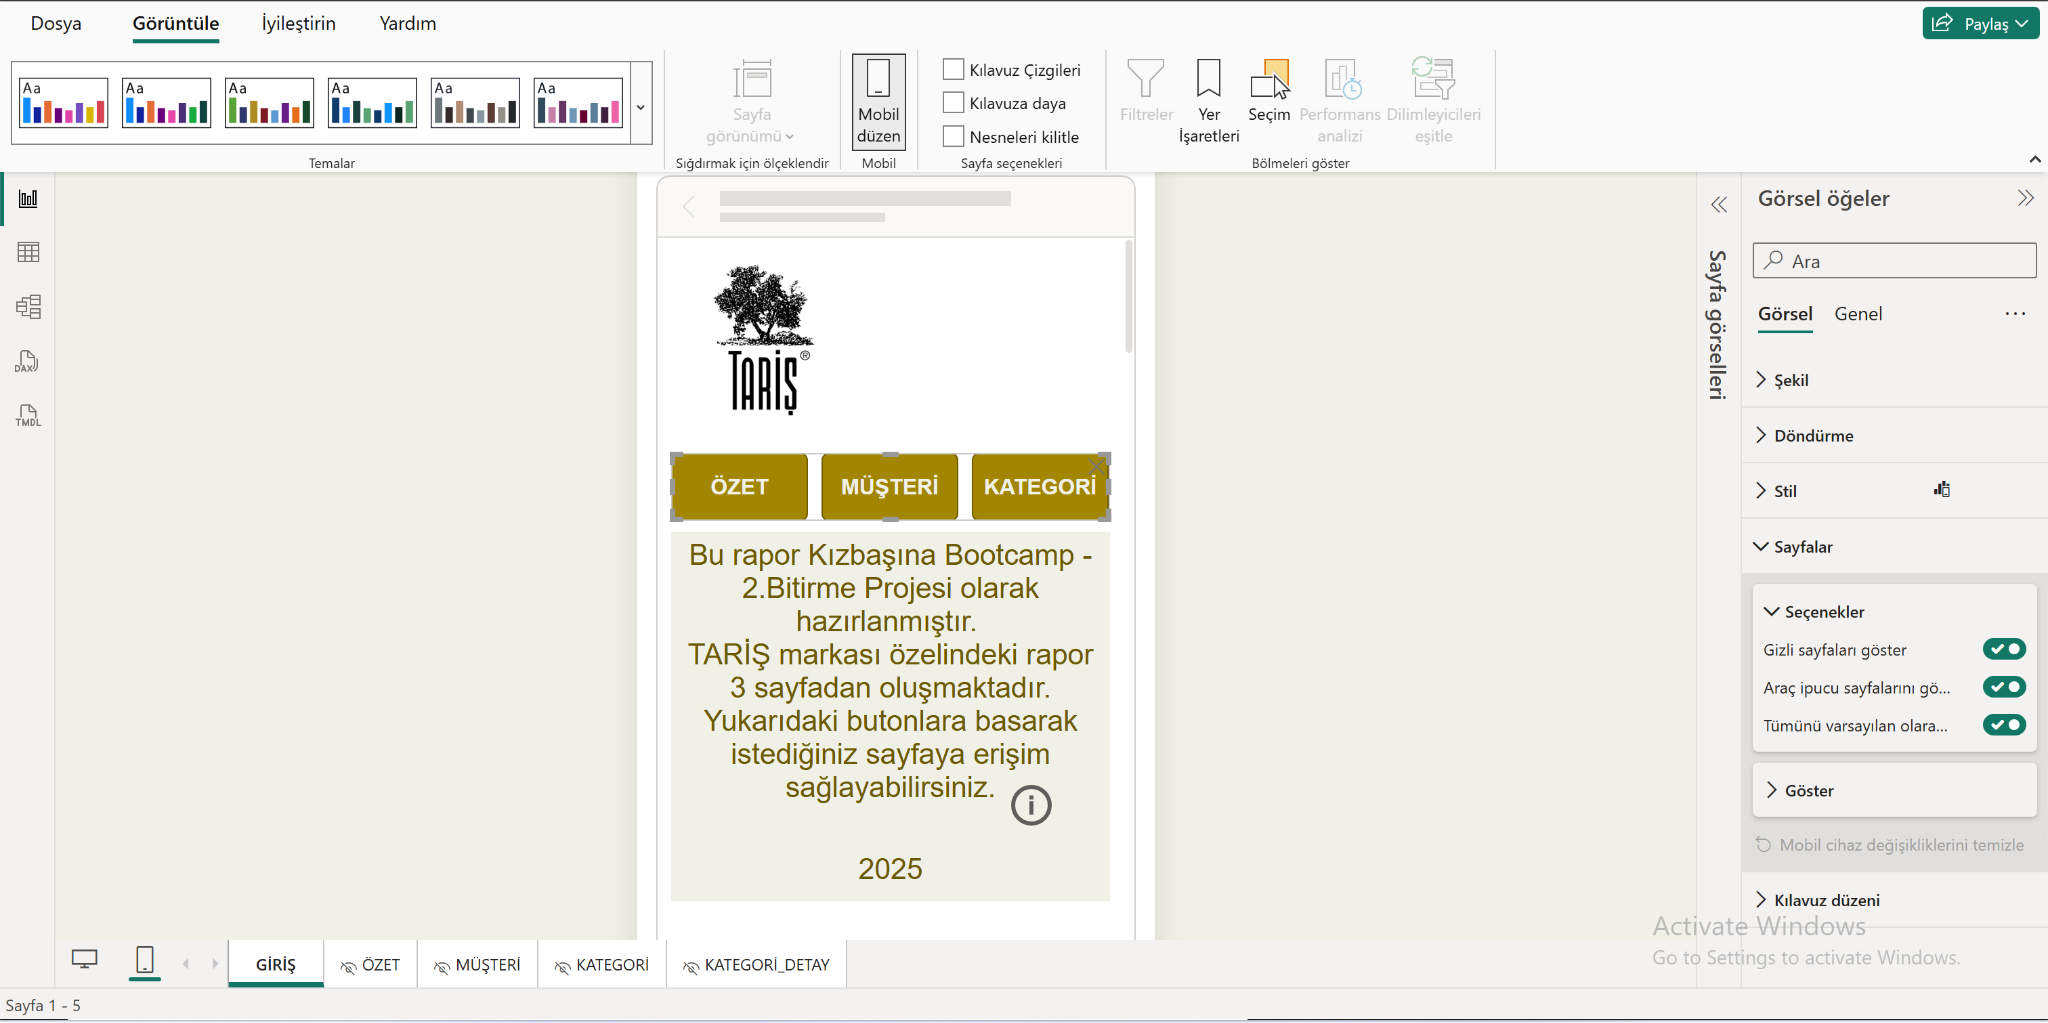 Dosya
Görüntüle
İyileştirin
Yardım
Paylaş
Aa
Aa
Aa
Aa
Aa
Aa
Temalar
Sayfa
görünümü
Sığdırmak için ölçeklendir
Mobil
düzen
Mobil
Kılavuz Çizgileri
Kılavuza daya
Nesneleri kilitle
Sayfa seçenekleri
Filtreler
Yer
İşaretleri
Seçim
Performans
analizi
Dilimleyicileri
eşitle
Bölmeleri göster
DAX
TMDL
TARİŞ®
ÖZET
MÜŞTERİ
KATEGORİ
Bu rapor Kızbaşına Bootcamp -
2.Bitirme Projesi olarak
hazırlanmıştır.
TARİŞ markası özelindeki rapor
3 sayfadan oluşmaktadır.
Yukarıdaki butonlara basarak
istediğiniz sayfaya erişim
sağlayabilirsiniz.
2025
Sayfa görselleri
Görsel öğeler
Ara
Görsel
Genel
Şekil
Döndürme
Stil
Sayfalar
Seçenekler
Gizli sayfaları göster
Araç ipucu sayfalarını gö...
Tümünü varsayılan olara...
Göster
Mobil cihaz değişikliklerini temizle
Kılavuz düzeni
Activate Windows
Go to Settings to activate Windows.
GİRİŞ
ÖZET
MÜŞTERİ
KATEGORİ
KATEGORİ_DETAY
Sayfa 1 - 5